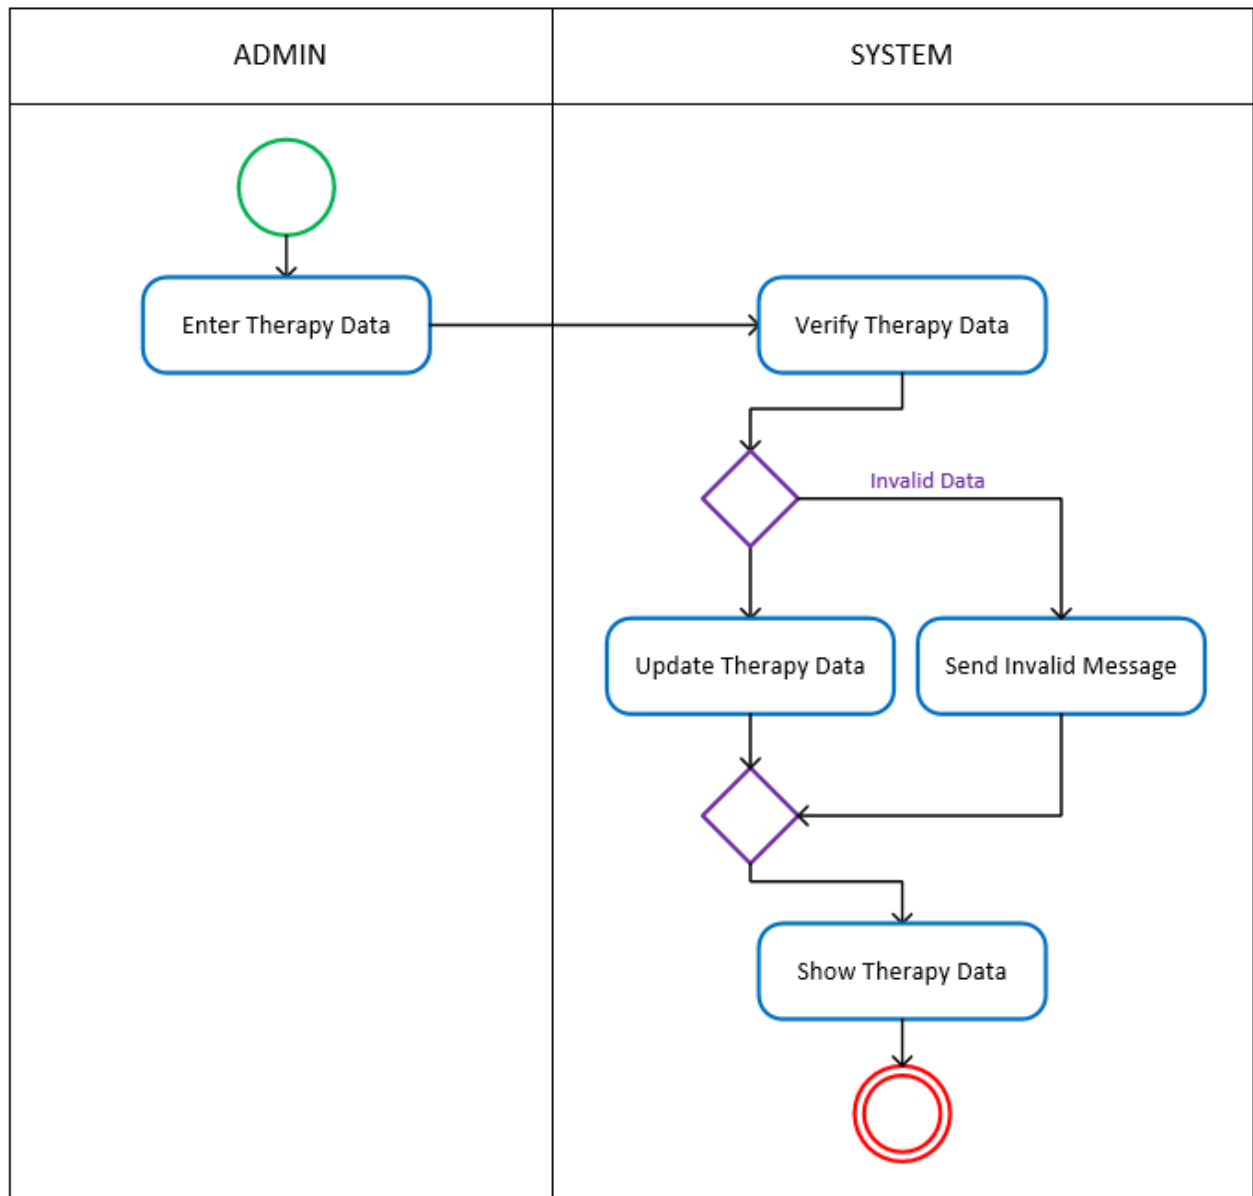 ADMIN
SYSTEM
Enter Therapy Data
Verify Therapy Data
Invalid Data
Update Therapy Data
Send Invalid Message
Show Therapy Data